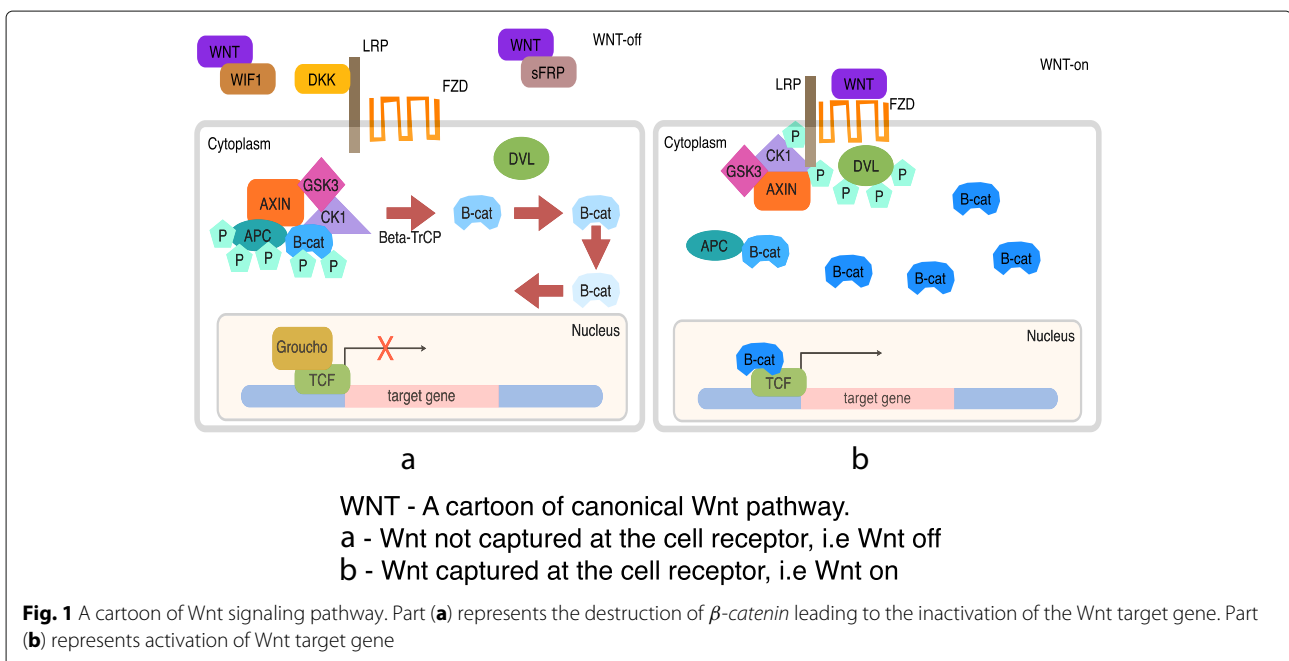 WNT
WIF1
DKK
LRP
FZD
WNT
sFRP
WNT-off
Cytoplasm
DVL
GSK3
AXIN
CK1
P
APC
B-cat
P
P
P
P
Beta-TrCP
B-cat
B-cat
B-cat
Nucleus
Groucho
X
TCF
target gene
a
WNT-on
LRP
WNT
FZD
Cytoplasm
P
CK1
GSK3
AXIN
P
DVL
P
P
P
B-cat
APC
B-cat
B-cat
B-cat
B-cat
Nucleus
B-cat
TCF
target gene
b
WNT - A cartoon of canonical Wnt pathway.
a - Wnt not captured at the cell receptor, i.e Wnt off
b - Wnt captured at the cell receptor, i.e Wnt on
Fig. 1 A cartoon of Wnt signaling pathway. Part (a) represents the destruction of β-catenin leading to the inactivation of the Wnt target gene. Part
(b) represents activation of Wnt target gene